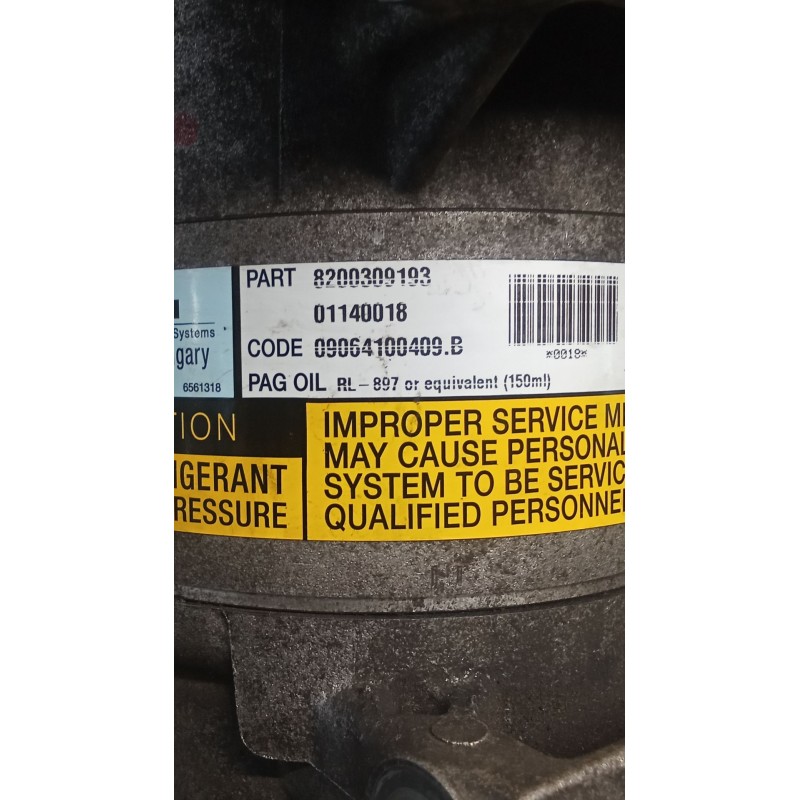 PART 8200309193
01140018
CODE 09064100409.B
*0018*
PAG OIL RL-897 or equivalent (150ml)
Systems
gary
6561318
TION
IGERANT
RESSURE
IMPROPER SERVICE M
MAY CAUSE PERSONAL
SYSTEM TO BE SERVIC
QUALIFIED PERSONNE